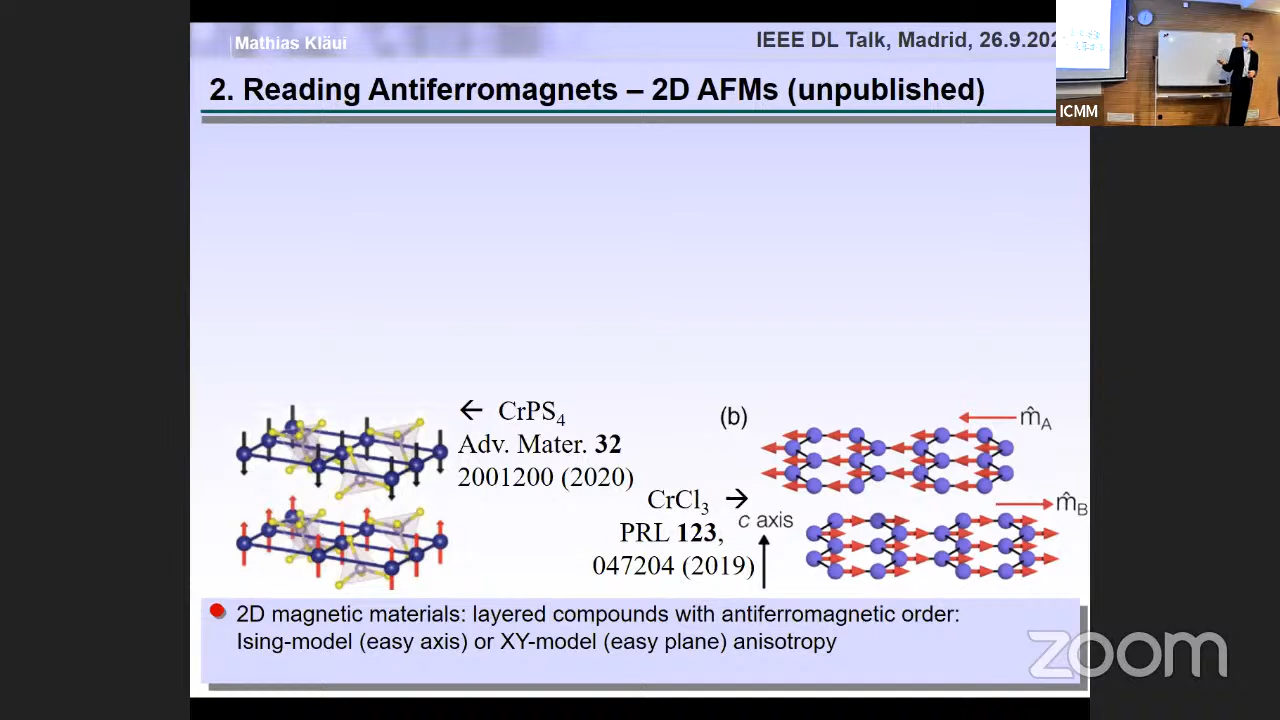 Mathias Kläui
IEEE DL Talk, Madrid, 26.9.202
2. Reading Antiferromagnets – 2D AFMs (unpublished)
ICMM
← CrPS₄
Adv. Mater. 32
2001200 (2020)
CrCl₃ →
PRL 123,
047204 (2019)
(b)
m̂A
m̂B
c axis
2D magnetic materials: layered compounds with antiferromagnetic order:
Ising-model (easy axis) or XY-model (easy plane) anisotropy
zoom